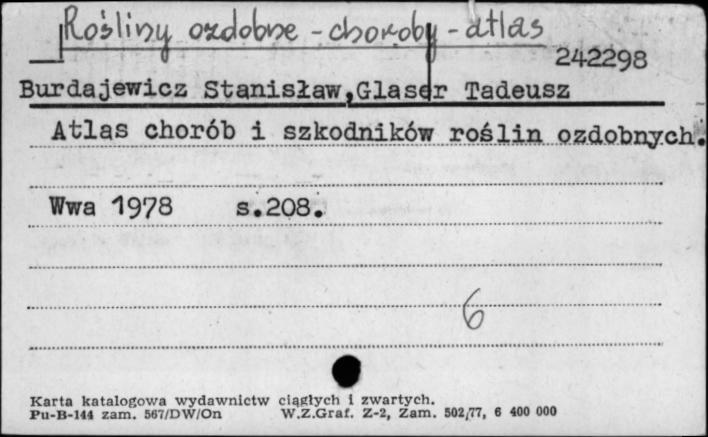 Rośliny ozdobne - choroby - atlas
242298
Burdajewicz Stanisław,Glaser Tadeusz
Atlas chorób i szkodników roślin ozdobnych.
Wwa 1978 s.208.
6
Karta katalogowa wydawnictw ciągłych i zwartych.
Pu-B-144 zam. 567/DW/On W.Z.Graf. Z-2, Zam. 502/77, 6 400 000